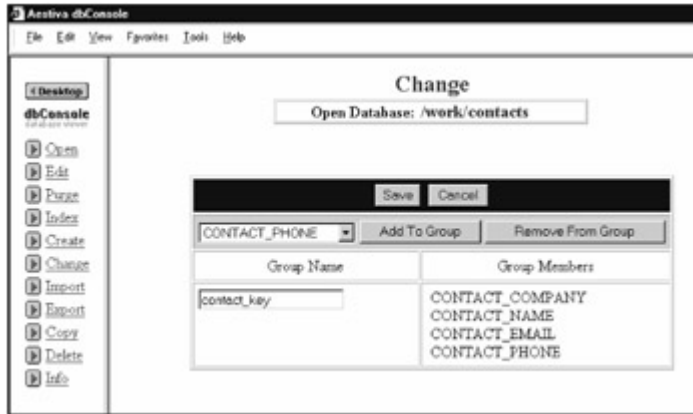 Aestiva dbConsole
File Edit View Favorites Tools Help
Desktop
dbConsole
database viewer
Open
Edit
Purge
Index
Create
Change
Import
Export
Copy
Delete
Info
Change
Open Database: /work/contacts
Save Cancel
CONTACT_PHONE Add To Group Remove From Group
Group Name Group Members
contact_key
CONTACT_COMPANY
CONTACT_NAME
CONTACT_EMAIL
CONTACT_PHONE